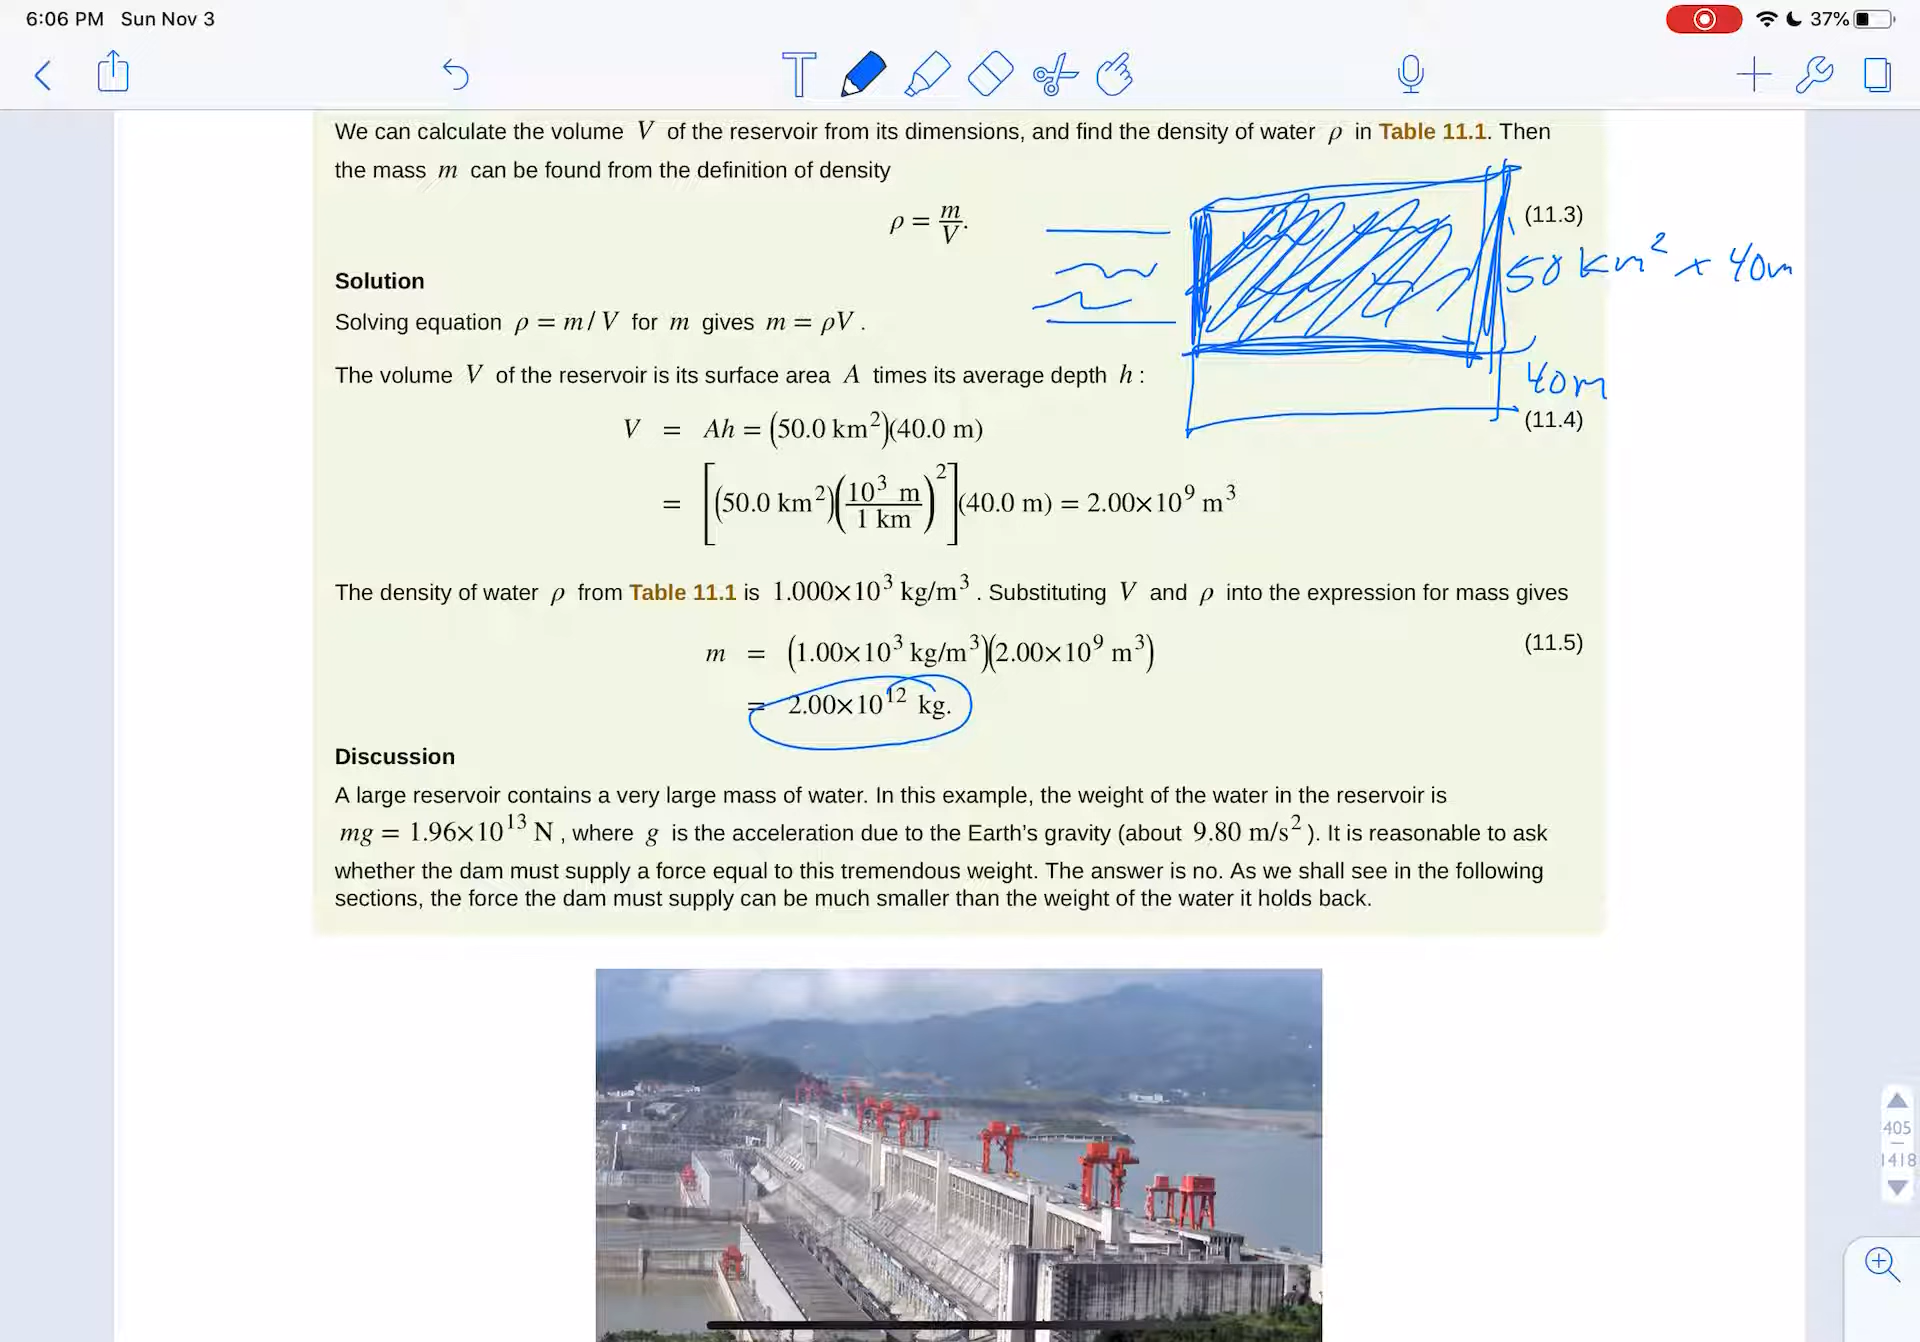 6:06 PM Sun Nov 3
37%
We can calculate the volume V of the reservoir from its dimensions, and find the density of water ρ in Table 11.1. Then
the mass m can be found from the definition of density
ρ = m/V.
(11.3)
50 km² × 40m
Solution
Solving equation ρ = m / V for m gives m = ρV .
The volume V of the reservoir is its surface area A times its average depth h :
40m
V = Ah = (50.0 km²)(40.0 m)
(11.4)
= [(50.0 km²)(10³ m / 1 km)²](40.0 m) = 2.00×10⁹ m³
The density of water ρ from Table 11.1 is 1.000×10³ kg/m³ . Substituting V and ρ into the expression for mass gives
m = (1.00×10³ kg/m³)(2.00×10⁹ m³)
(11.5)
= 2.00×10¹² kg.
Discussion
A large reservoir contains a very large mass of water. In this example, the weight of the water in the reservoir is
mg = 1.96×10¹³ N , where g is the acceleration due to the Earth's gravity (about 9.80 m/s² ). It is reasonable to ask
whether the dam must supply a force equal to this tremendous weight. The answer is no. As we shall see in the following
sections, the force the dam must supply can be much smaller than the weight of the water it holds back.
405
1418